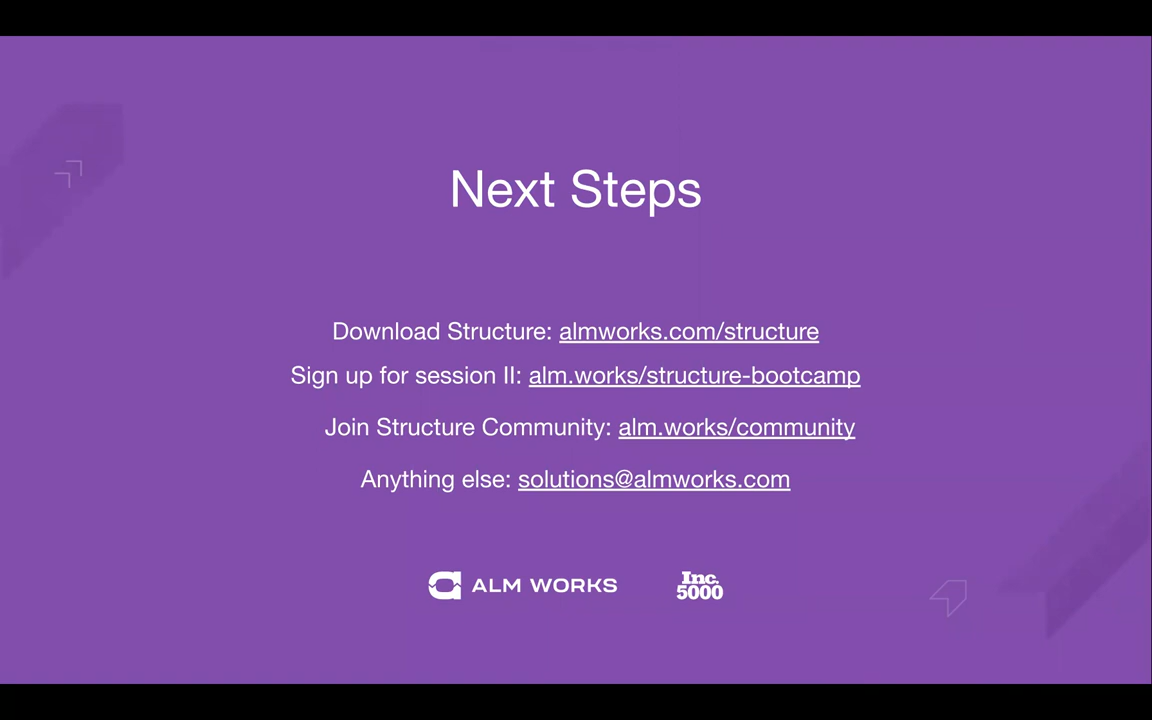 Next Steps
Download Structure: almworks.com/structure
Sign up for session II: alm.works/structure-bootcamp
Join Structure Community: alm.works/community
Anything else: solutions@almworks.com
ALM WORKS
Inc.
5000